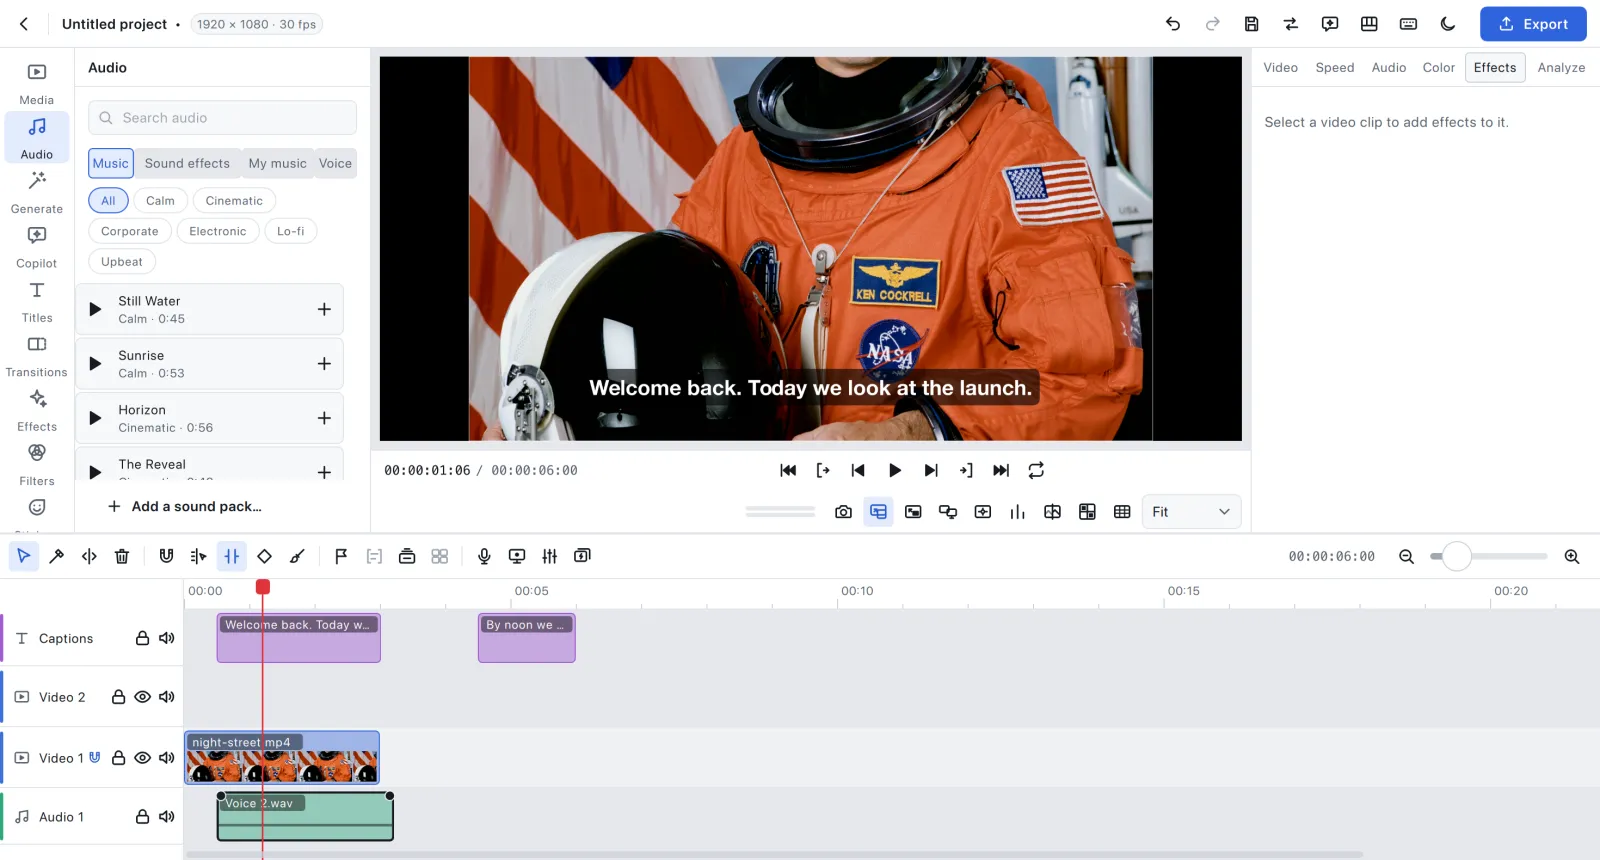 Untitled project •
1920 × 1080 · 30 fps
Export
Media
Audio
Generate
Copilot
Titles
Transitions
Effects
Filters
Audio
Search audio
Music
Sound effects
My music
Voice
All
Calm
Cinematic
Corporate
Electronic
Lo-fi
Upbeat
Still Water
Calm · 0:45
Sunrise
Calm · 0:53
Horizon
Cinematic · 0:56
The Reveal
Add a sound pack...
USA
KEN COCKRELL
NASA
Welcome back. Today we look at the launch.
00:00:01:06 / 00:00:06:00
Fit
Video
Speed
Audio
Color
Effects
Analyze
Select a video clip to add effects to it.
00:00:06:00
00:00
00:05
00:10
00:15
00:20
Captions
Welcome back. Today w...
By noon we ...
Video 2
Video 1
night-street.mp4
Audio 1
Voice 2.wav